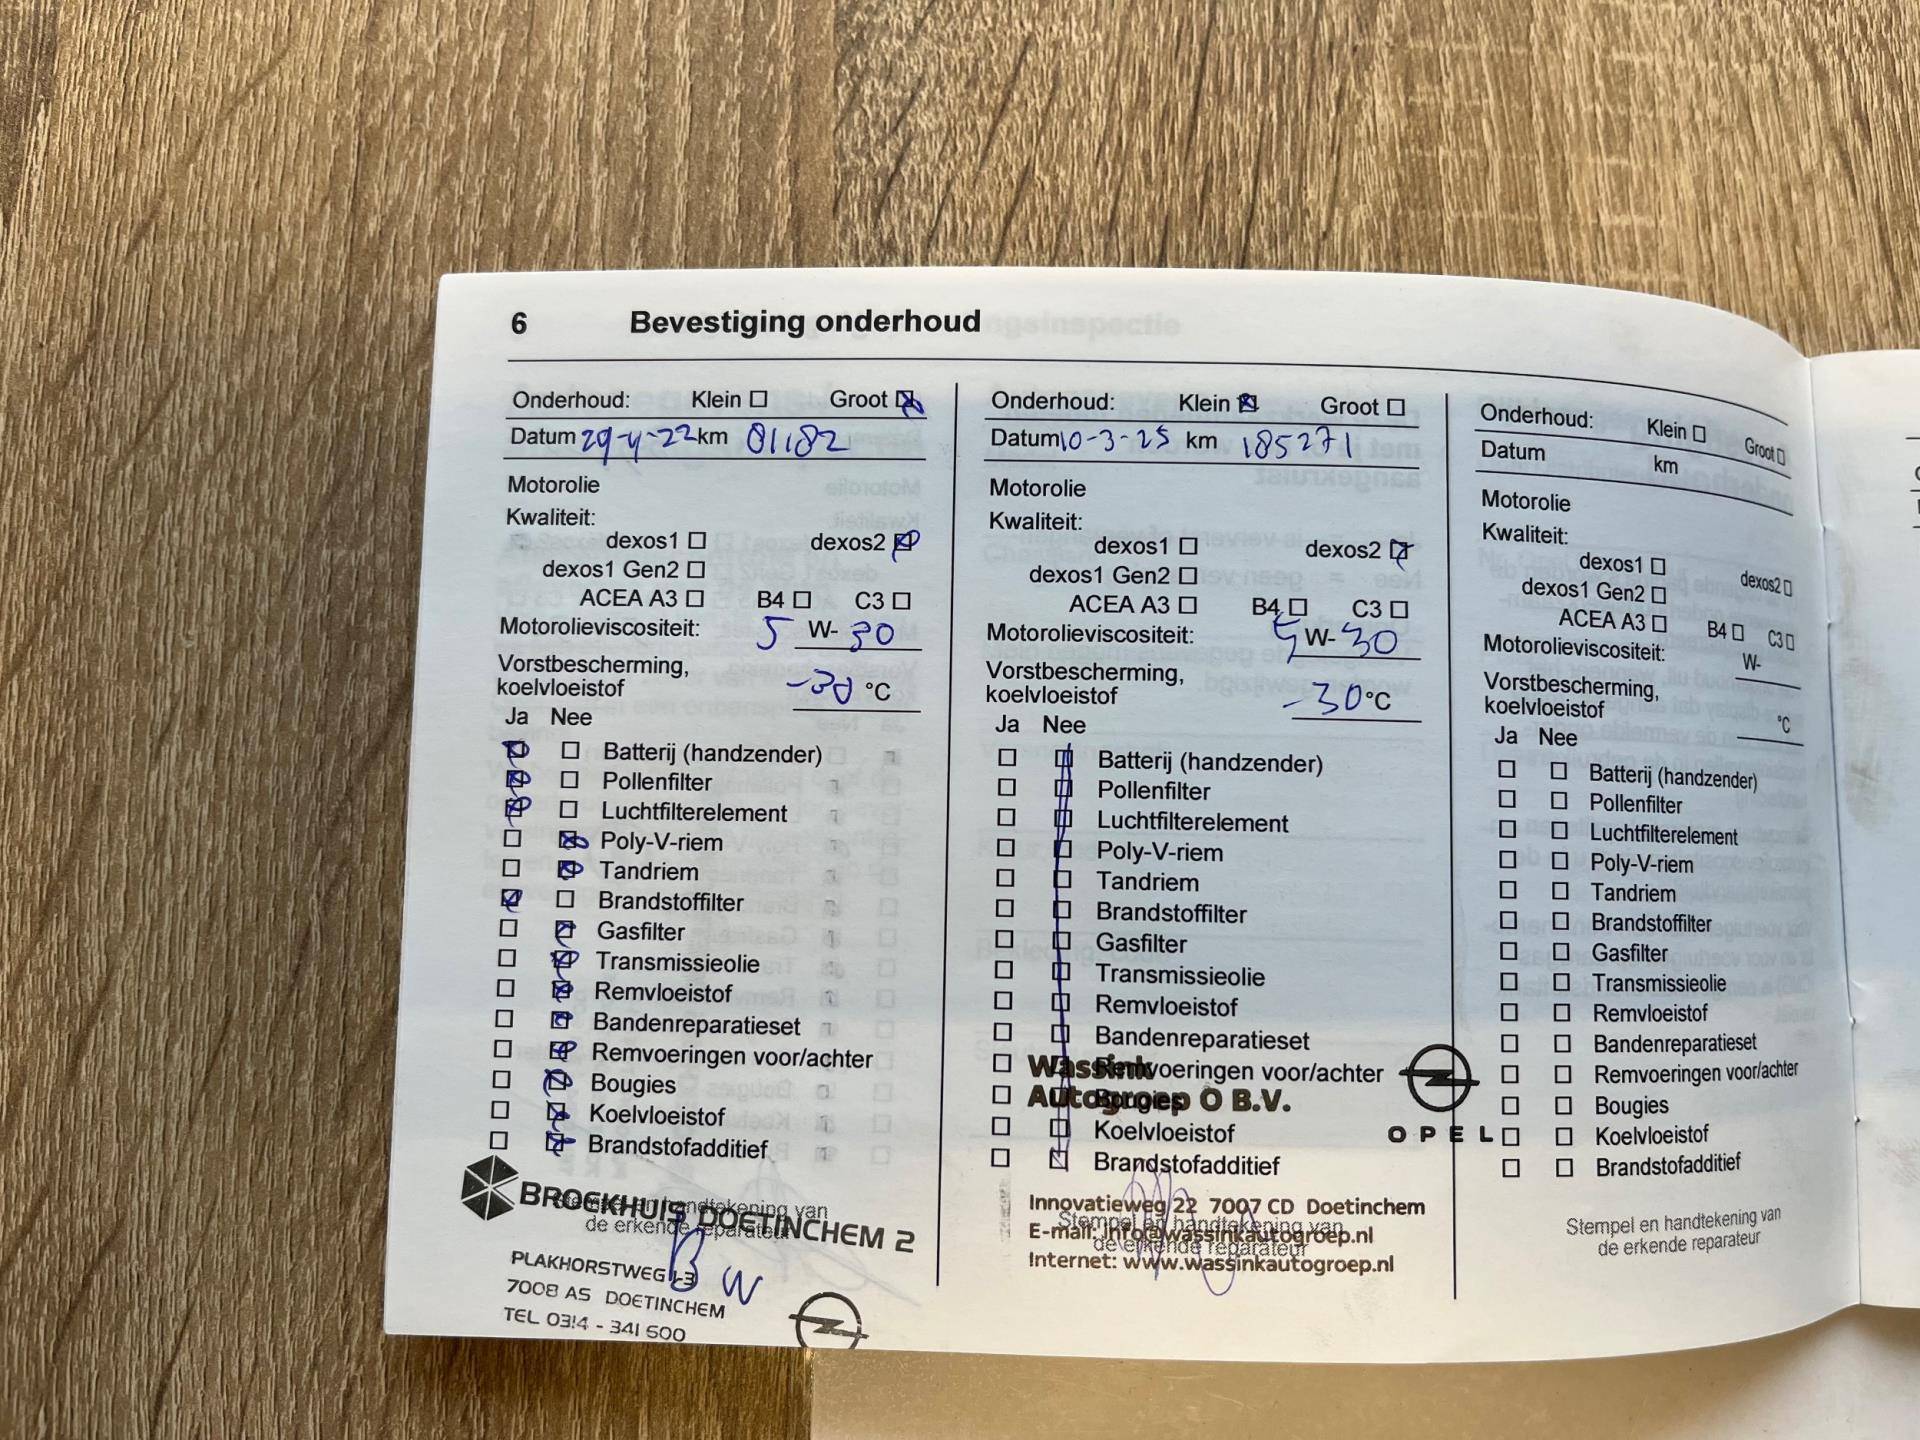 6 Bevestiging onderhoud
Onderhoud: Klein Groot
Datum 29-4-22 km 81182
Motorolie
Kwaliteit:
dexos1 dexos2
dexos1 Gen2
ACEA A3 B4 C3
Motorolieviscositeit: 5 W- 30
Vorstbescherming,
koelvloeistof -30 °C
Ja Nee
Batterij (handzender)
Pollenfilter
Luchtfilterelement
Poly-V-riem
Tandriem
Brandstoffilter
Gasfilter
Transmissieolie
Remvloeistof
Bandenreparatieset
Remvoeringen voor/achter
Bougies
Koelvloeistof
Brandstofadditief
Stempel en handtekening van
de erkende reparateur
BROEKHUIS DOETINCHEM 2
PLAKHORSTWEG 1-3
7008 AS DOETINCHEM
TEL 0314 - 341 600
BW
Onderhoud: Klein Groot
Datum 10-3-25 km 185271
Motorolie
Kwaliteit:
dexos1 dexos2
dexos1 Gen2
ACEA A3 B4 C3
Motorolieviscositeit: 5 W- 30
Vorstbescherming,
koelvloeistof -30 °C
Ja Nee
Batterij (handzender)
Pollenfilter
Luchtfilterelement
Poly-V-riem
Tandriem
Brandstoffilter
Gasfilter
Transmissieolie
Remvloeistof
Bandenreparatieset
Remvoeringen voor/achter
Bougies
Koelvloeistof
Brandstofadditief
Wassink
Autogroep O B.V.
OPEL
Innovatieweg 22 7007 CD Doetinchem
E-mail: info@wassinkautogroep.nl
Internet: www.wassinkautogroep.nl
Stempel en handtekening van
de erkende reparateur
Onderhoud: Klein Groot
Datum km
Motorolie
Kwaliteit:
dexos1 dexos2
dexos1 Gen2
ACEA A3 B4 C3
Motorolieviscositeit: W-
Vorstbescherming,
koelvloeistof °C
Ja Nee
Batterij (handzender)
Pollenfilter
Luchtfilterelement
Poly-V-riem
Tandriem
Brandstoffilter
Gasfilter
Transmissieolie
Remvloeistof
Bandenreparatieset
Remvoeringen voor/achter
Bougies
Koelvloeistof
Brandstofadditief
Stempel en handtekening van
de erkende reparateur